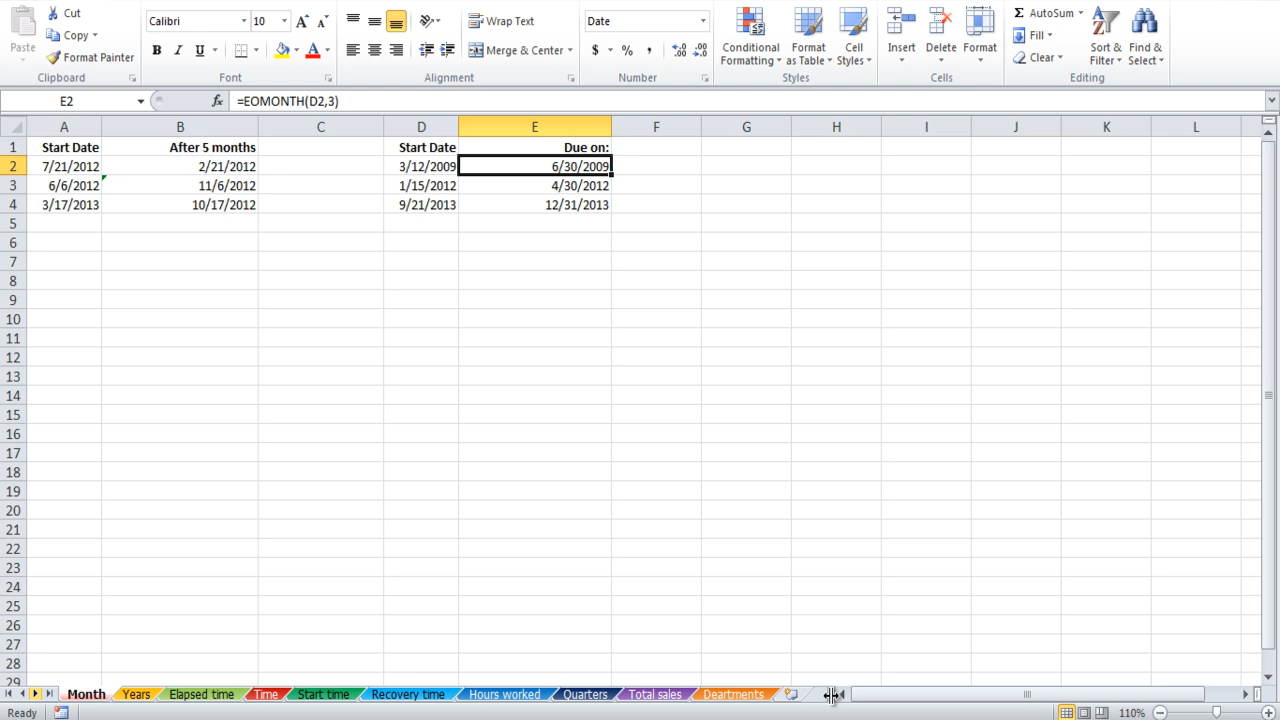 Cut
Copy
Format Painter
Paste
Clipboard
Calibri 10 A A
B I U A
Font
Wrap Text
Merge & Center
Alignment
Date
$ % ,
Number
Conditional Formatting
Format as Table
Cell Styles
Styles
Insert
Delete
Format
Cells
Σ AutoSum
Fill
Clear
Sort & Filter
Find & Select
Editing
E2 fx =EOMONTH(D2,3)
A B C D E F G H I J K L
1 Start Date After 5 months Start Date Due on:
2 7/21/2012 2/21/2012 3/12/2009 6/30/2009
3 6/6/2012 11/6/2012 1/15/2012 4/30/2012
4 3/17/2013 10/17/2012 9/21/2013 12/31/2013
5
6
7
8
9
10
11
12
13
14
15
16
17
18
19
20
21
22
23
24
25
26
27
28
29
Month Years Elapsed time Time Start time Recovery time Hours worked Quarters Total sales Deartments
Ready 110%